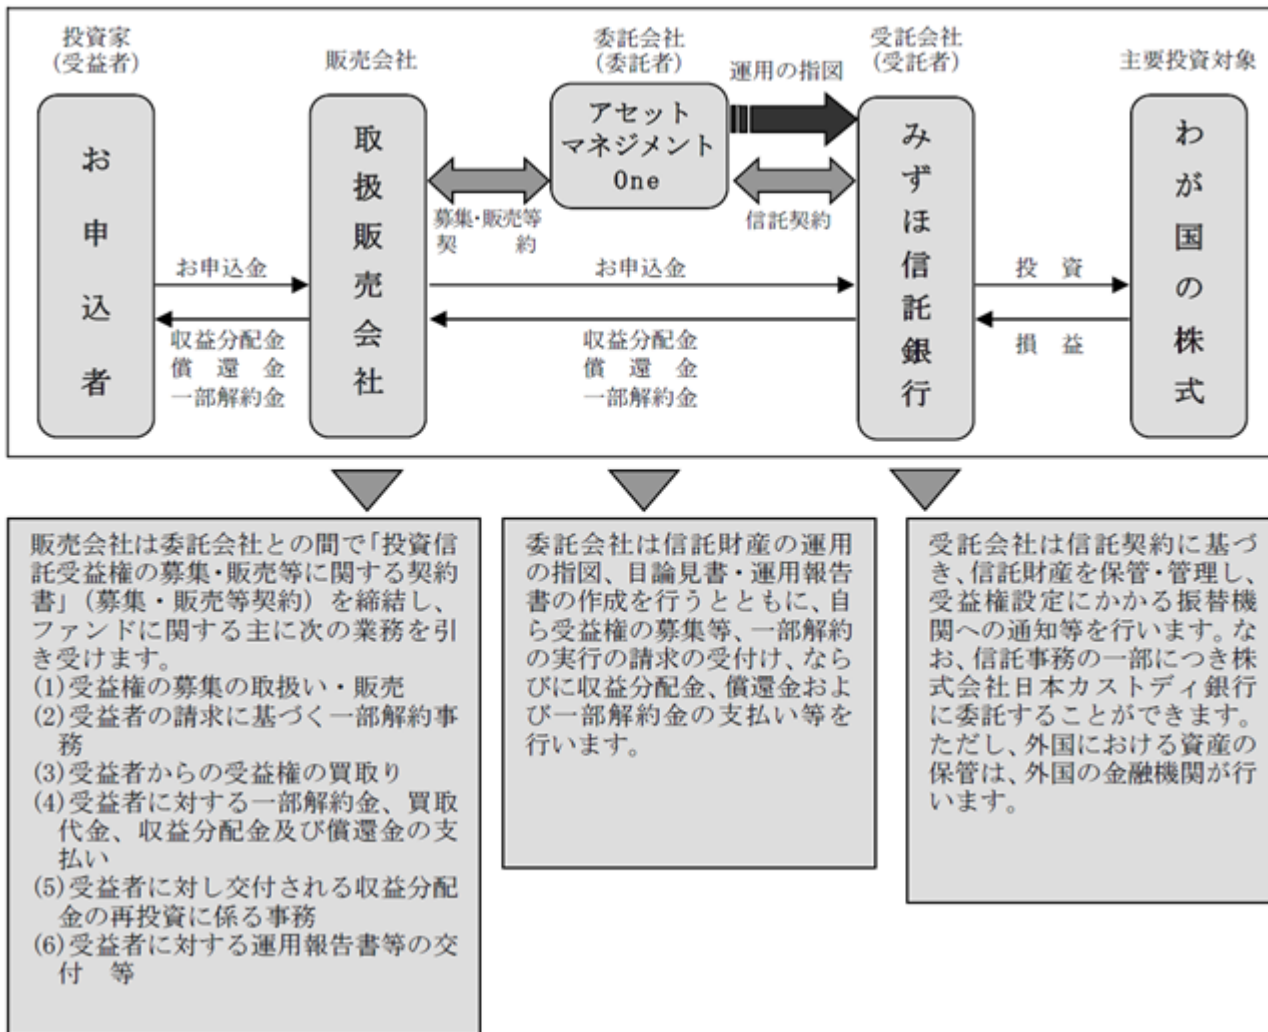 投資家
(受益者)
販売会社
委託会社
(委託者)
運用の指図
受託会社
(受託者)
主要投資対象
お申込者
取扱販売会社
アセット
マネジメント
One
みずほ信託銀行
わが国の株式
募集・販売等
契　　約
信託契約
お申込金
収益分配金
償　還　金
一部解約金
お申込金
収益分配金
償　還　金
一部解約金
投　資
損　益
販売会社は委託会社との間で「投資信
託受益権の募集・販売等に関する契約
書」（募集・販売等契約）を締結し、
ファンドに関する主に次の業務を引
き受けます。
(1)受益権の募集の取扱い・販売
(2)受益者の請求に基づく一部解約事
務
(3)受益者からの受益権の買取り
(4)受益者に対する一部解約金、買取
代金、収益分配金及び償還金の支
払い
(5)受益者に対し交付される収益分配
金の再投資に係る事務
(6)受益者に対する運用報告書等の交
付　等
委託会社は信託財産の運用
の指図、目論見書・運用報告
書の作成を行うとともに、自
ら受益権の募集等、一部解約
の実行の請求の受付け、なら
びに収益分配金、償還金およ
び一部解約金の支払い等を
行います。
受託会社は信託契約に基づ
き、信託財産を保管・管理し、
受益権設定にかかる振替機
関への通知等を行います。な
お、信託事務の一部につき株
式会社日本カストディ銀行
に委託することができます。
ただし、外国における資産の
保管は、外国の金融機関が行
います。